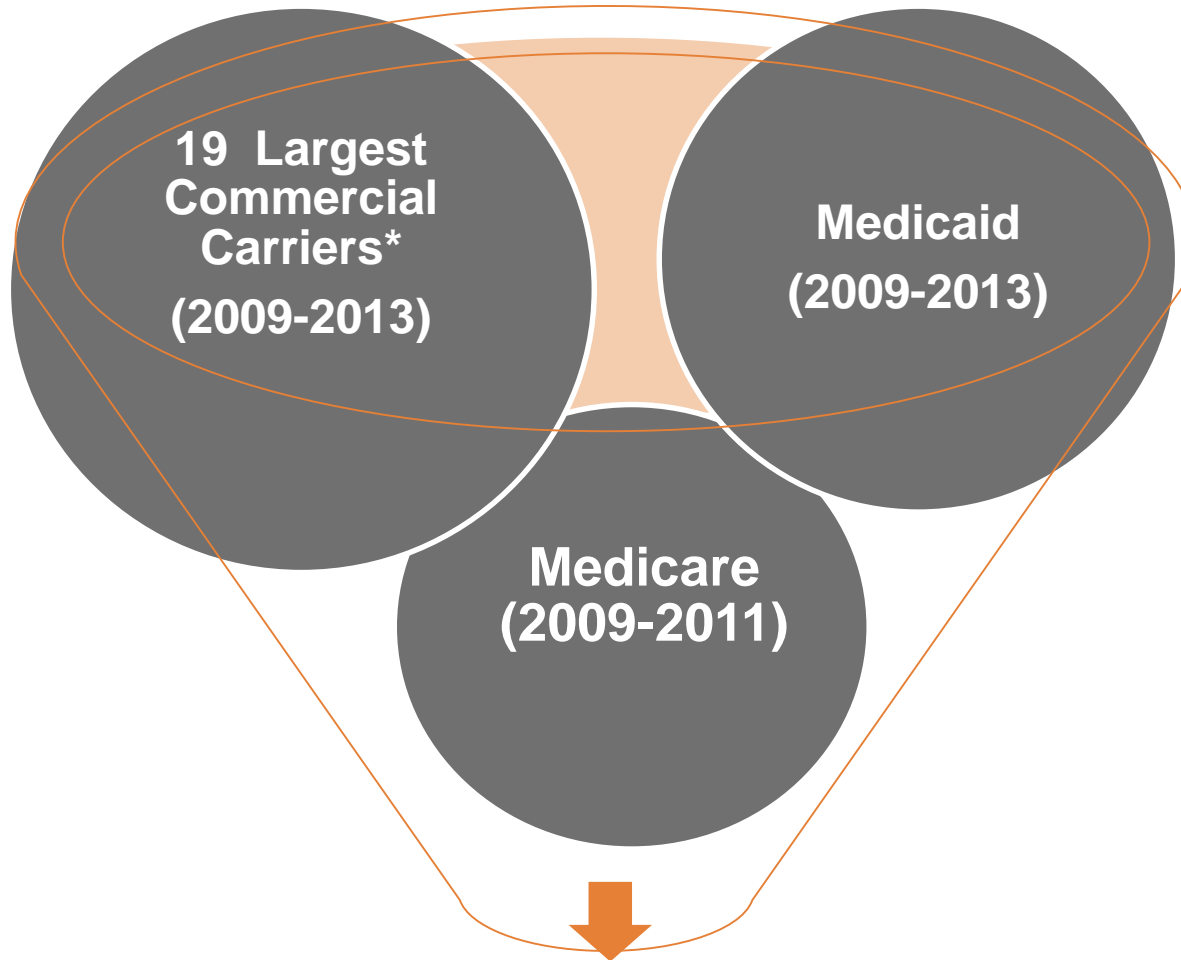 19 Largest
Commercial
Carriers*
(2009-2013)
Medicaid
(2009-2013)
Medicare
(2009-2011)